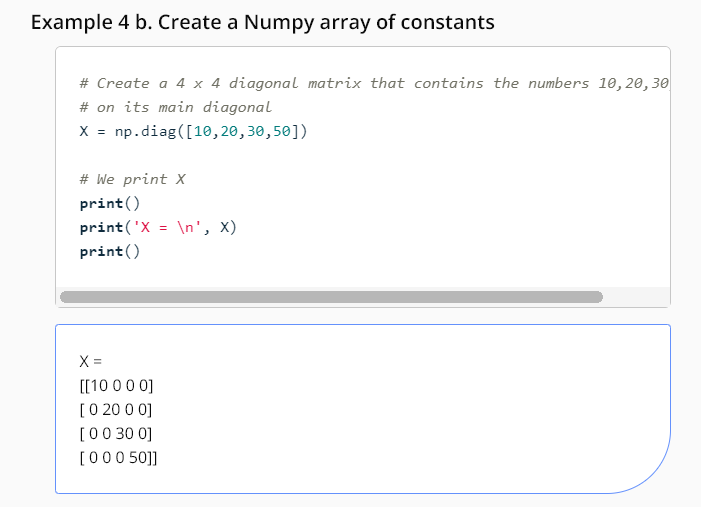 Example 4 b. Create a Numpy array of constants
# Create a 4 x 4 diagonal matrix that contains the numbers 10,20,30
# on its main diagonal
X = np.diag([10,20,30,50])
# We print X
print()
print('X = \n', X)
print()
X =
[[10 0 0 0]
[ 0 20 0 0]
[ 0 0 30 0]
[ 0 0 0 50]]